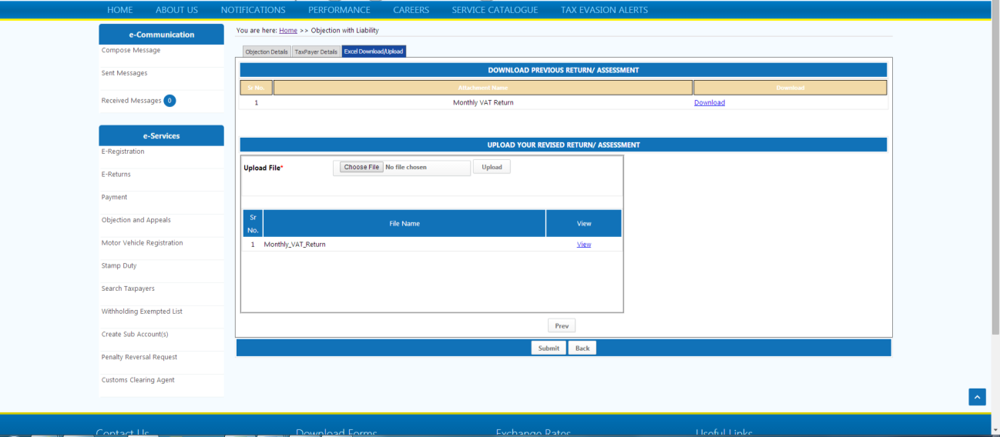 HOME ABOUT US NOTIFICATIONS PERFORMANCE CAREERS SERVICE CATALOGUE TAX EVASION ALERTS
e-Communication
Compose Message
Sent Messages
Received Messages 0
e-Services
E-Registration
E-Returns
Payment
Objection and Appeals
Motor Vehicle Registration
Stamp Duty
Search Taxpayers
Withholding Exempted List
Create Sub Account(s)
Penalty Reversal Request
Customs Clearing Agent
You are here: Home >> Objection with Liability
Objection Details TaxPayer Details Excel Download/Upload
DOWNLOAD PREVIOUS RETURN/ ASSESSMENT
Sr No. Attachment Name Download
1 Monthly VAT Return Download
UPLOAD YOUR REVISED RETURN/ ASSESSMENT
Upload File* Choose File No file chosen Upload
Sr No. File Name View
1 Monthly_VAT_Return View
Prev
Submit Back
Contact Us Download Forms Exchange Rates Useful Links